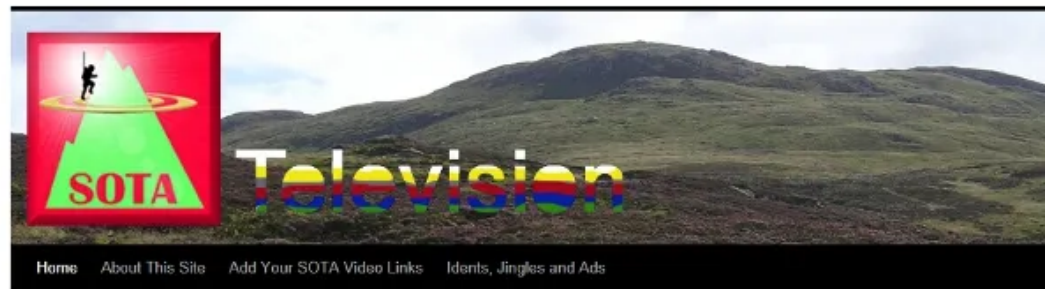 SOTA
Television
Home About This Site Add Your SOTA Video Links Idents, Jingles and Ads